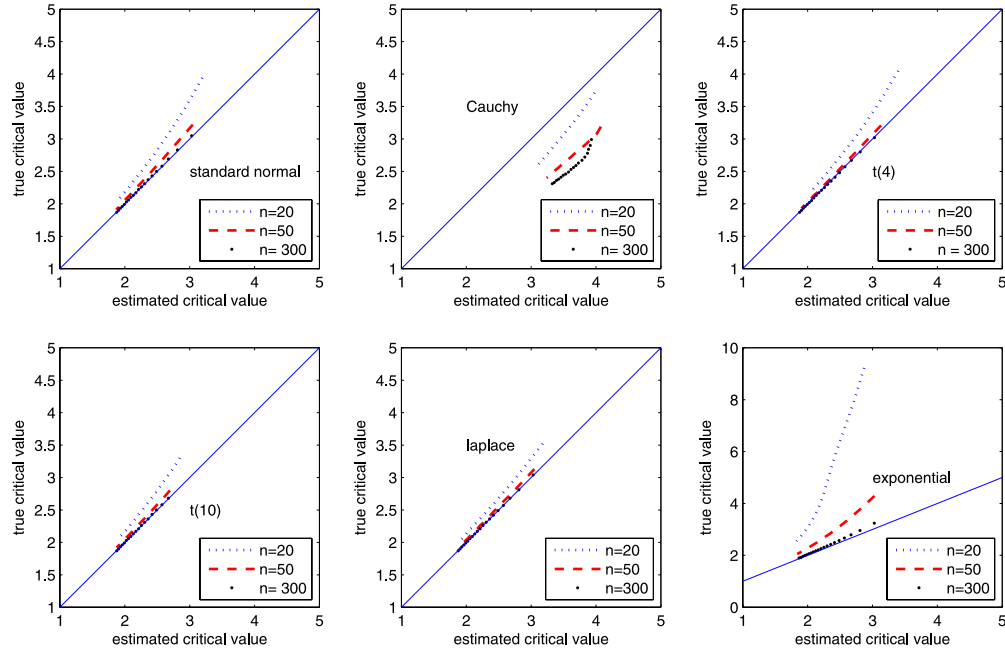 5
4.5
4
3.5
3
2.5
2
1.5
1
true critical value
standard normal
n=20
n=50
n= 300
1 2 3 4 5
estimated critical value
5
4.5
4
3.5
3
2.5
2
1.5
1
true critical value
Cauchy
n=20
n=50
n=300
1 2 3 4 5
estimated critical value
5
4.5
4
3.5
3
2.5
2
1.5
1
true critical value
t(4)
n=20
n=50
n= 300
1 2 3 4 5
estimated critical value
5
4.5
4
3.5
3
2.5
2
1.5
1
true critical value
t(10)
n=20
n=50
n= 300
1 2 3 4 5
estimated critical value
5
4.5
4
3.5
3
2.5
2
1.5
1
true critical value
laplace
n=20
n=50
n=300
1 2 3 4 5
estimated critical value
10
8
6
4
2
0
true critical value
exponential
n=20
n=50
n=300
1 2 3 4 5
estimated critical value